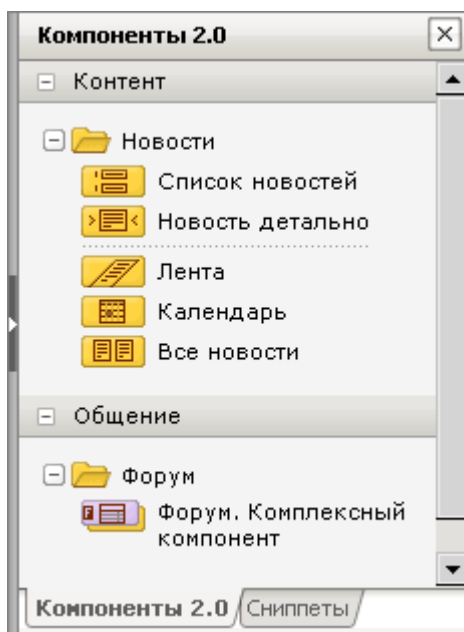 Компоненты 2.0
Контент
Новости
Список новостей
Новость детально
Лента
Календарь
Все новости
Общение
Форум
Форум. Комплексный
компонент
Компоненты 2.0 Сниппеты